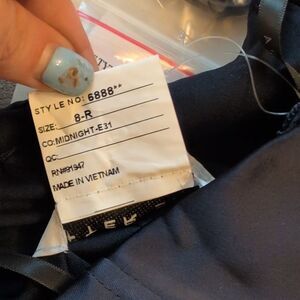 STYLE NO: 6888**
SIZE: 8-R
CO: MIDNIGHT-E31
QC:
RN#91947
MADE IN VIETNAM